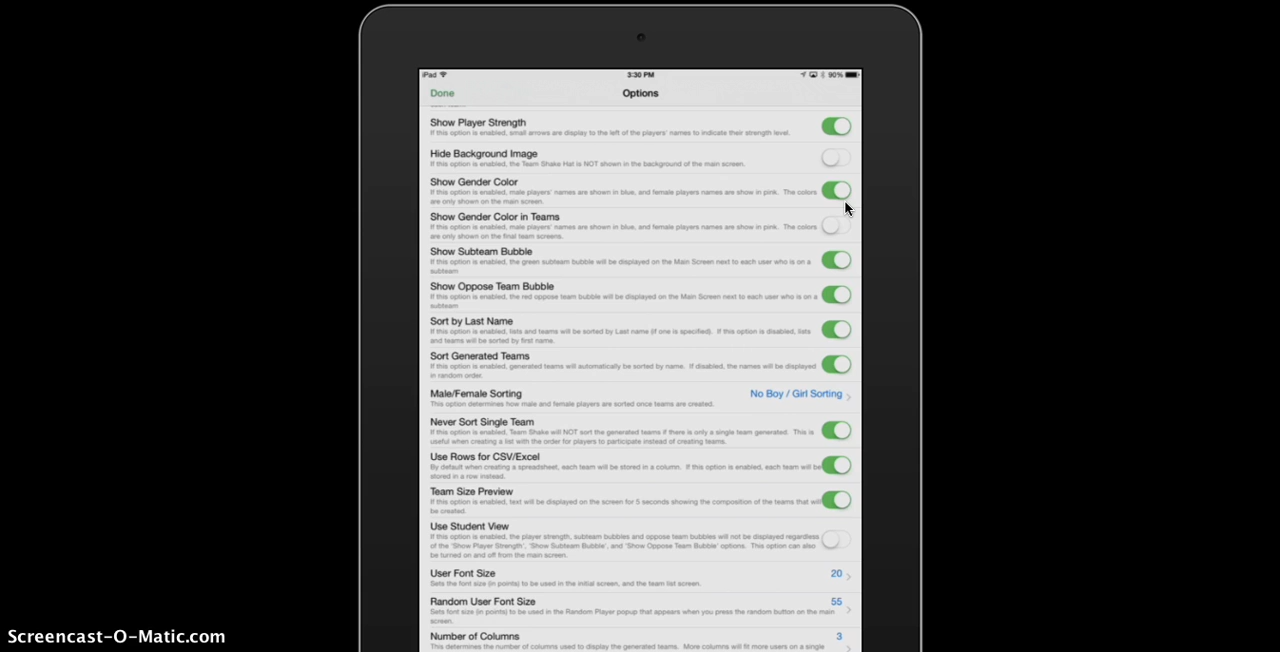 iPad
3:30 PM
90%
Done
Options
Show Player Strength
If this option is enabled, small arrows are display to the left of the players' names to indicate their strength level.
Hide Background Image
If this option is enabled, the Team Shake Hat is NOT shown in the background of the main screen.
Show Gender Color
If this option is enabled, male players' names are shown in blue, and female players names are show in pink. The colors
are only shown on the main screen.
Show Gender Color in Teams
If this option is enabled, male players' names are shown in blue, and female players names are show in pink. The colors
are only shown on the final team screens.
Show Subteam Bubble
If this option is enabled, the green subteam bubble will be displayed on the Main Screen next to each user who is on a
subteam
Show Oppose Team Bubble
If this option is enabled, the red oppose team bubble will be displayed on the Main Screen next to each user who is on a
subteam
Sort by Last Name
If this option is enabled, lists and teams will be sorted by Last name (if one is specified). If this option is disabled, lists
and teams will be sorted by first name.
Sort Generated Teams
If this option is enabled, generated teams will automatically be sorted by name. If disabled, the names will be displayed
in random order.
Male/Female Sorting
No Boy / Girl Sorting
This option determines how male and female players are sorted once teams are created.
Never Sort Single Team
If this option is enabled, Team Shake will NOT sort the generated teams if there is only a single team generated. This is
useful when creating a list with the order for players to participate instead of creating teams.
Use Rows for CSV/Excel
By default when creating a spreadsheet, each team will be stored in a column. If this option is enabled, each team will be
stored in a row instead.
Team Size Preview
If this option is enabled, text will be displayed on the screen for 5 seconds showing the composition of the teams that will
be created.
Use Student View
If this option is enabled, the player strength, subteam bubbles and oppose team bubbles will not be displayed regardless
of the 'Show Player Strength', 'Show Subteam Bubble', and 'Show Oppose Team Bubble' options. This option can also
be turned on and off from the main screen.
User Font Size
20
Sets the font size (in points) to be used in the initial screen, and the team list screen.
Random User Font Size
55
Sets font size (in points) to be used in the Random Player popup that appears when you press the random button on the main
screen.
Number of Columns
3
This determines the number of columns used to display the generated teams. More columns will fit more users on a single
Screencast-O-Matic.com